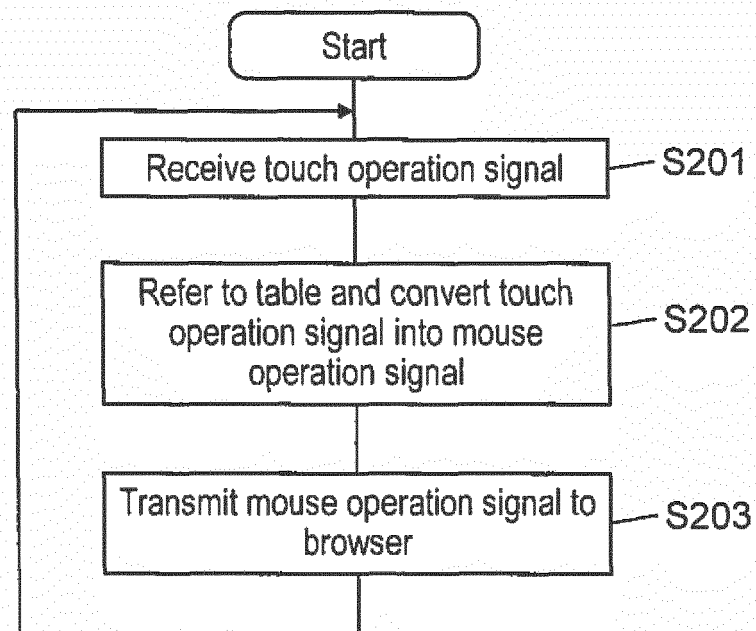 Start
Receive touch operation signal
S201
Refer to table and convert touch
operation signal into mouse
operation signal
S202
Transmit mouse operation signal to
browser
S203